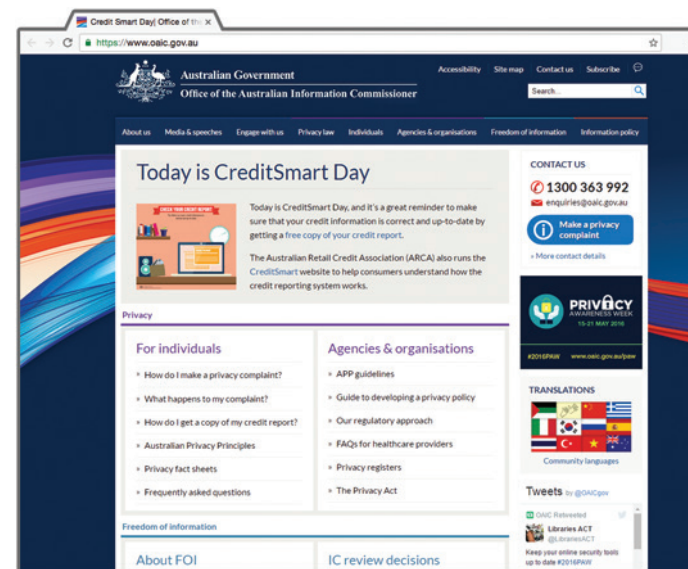 Credit Smart Day| Office of the
https://www.oaic.gov.au
Accessibility Site map Contact us Subscribe
Australian Government
Office of the Australian Information Commissioner
Search...
About us Media & speeches Engage with us Privacy law Individuals Agencies & organisations Freedom of information Information policy
Today is CreditSmart Day
CHECK YOUR CREDIT REPORT
Today is CreditSmart Day, and it's a great reminder to make
sure that your credit information is correct and up-to-date by
getting a free copy of your credit report.
The Australian Retail Credit Association (ARCA) also runs the
CreditSmart website to help consumers understand how the
credit reporting system works.
CONTACT US
1300 363 992
enquiries@oaic.gov.au
Make a privacy
complaint
» More contact details
PRIVACY
AWARENESS WEEK
15-21 MAY 2016
#2016PAW www.oaic.gov.au/paw
Privacy
For individuals
How do I make a privacy complaint?
What happens to my complaint?
How do I get a copy of my credit report?
Australian Privacy Principles
Privacy fact sheets
Frequently asked questions
Agencies & organisations
APP guidelines
Guide to developing a privacy policy
Our regulatory approach
FAQs for healthcare providers
Privacy registers
The Privacy Act
TRANSLATIONS
Community languages
Tweets by @OAICgov
OAIC Retweeted
Libraries ACT
@LibrariesACT
Keep your online security tools
up to date #2016PAW
Freedom of information
About FOI
IC review decisions